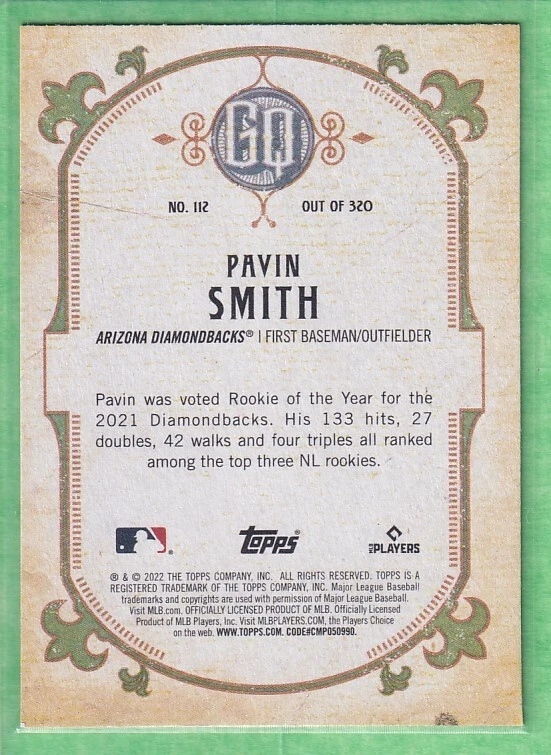 GQ
NO. 112 OUT OF 320
PAVIN
SMITH
ARIZONA DIAMONDBACKS® | FIRST BASEMAN/OUTFIELDER
Pavin was voted Rookie of the Year for the
2021 Diamondbacks. His 133 hits, 27
doubles, 42 walks and four triples all ranked
among the top three NL rookies.
® topps® MLB PLAYERS
® & © 2022 THE TOPPS COMPANY, INC. ALL RIGHTS RESERVED. TOPPS IS A
REGISTERED TRADEMARK OF THE TOPPS COMPANY, INC. Major League Baseball
trademarks and copyrights are used with permission of Major League Baseball.
Visit MLB.com. OFFICIALLY LICENSED PRODUCT OF MLB. Officially Licensed
Product of MLB Players, Inc. Visit MLBPLAYERS.COM, the Players Choice
on the web. WWW.TOPPS.COM. CODE#CMP050990.